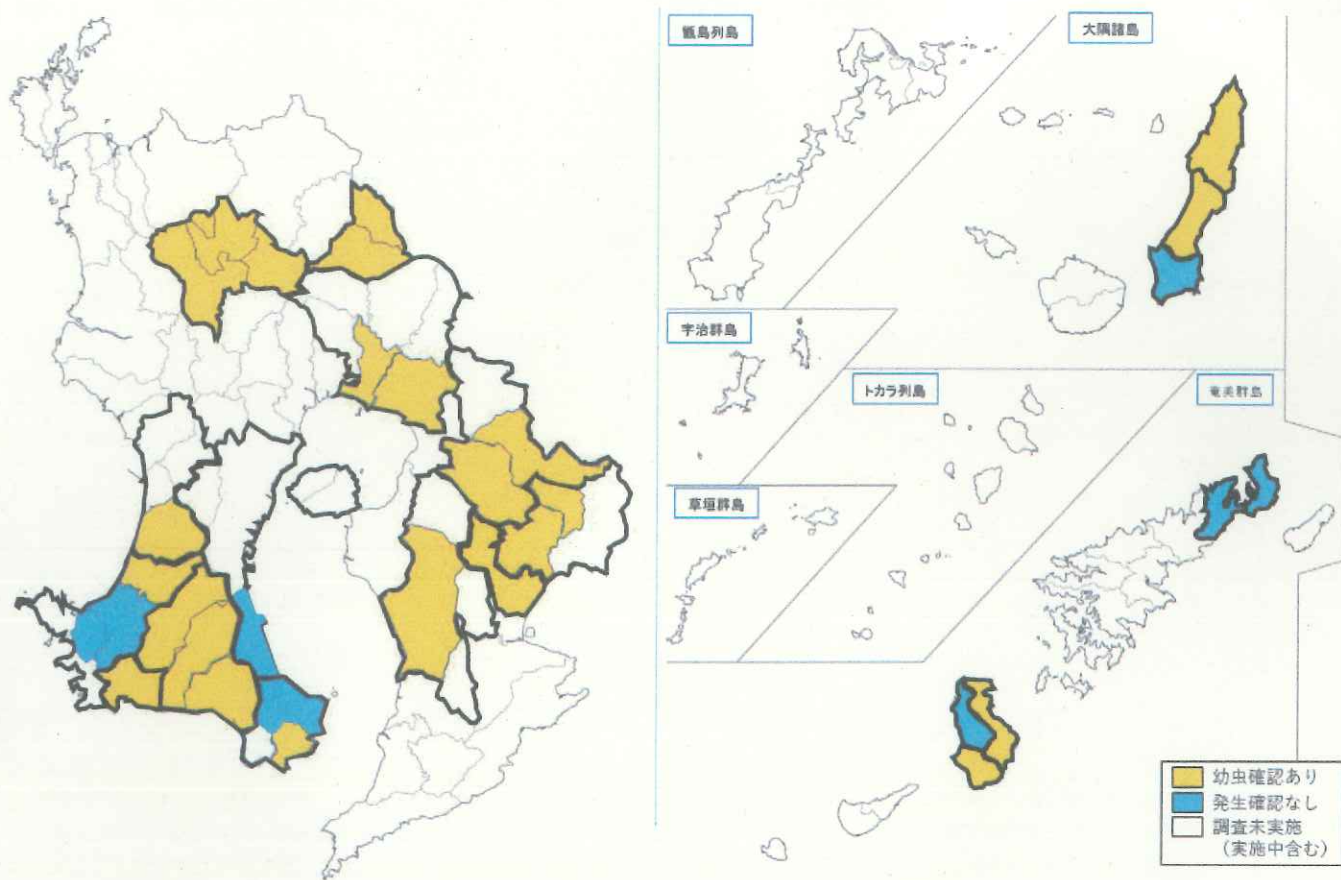 甑島列島
大隅諸島
宇治群島
トカラ列島
奄美群島
草垣群島
幼虫確認あり
発生確認なし
調査未実施
(実施中含む)